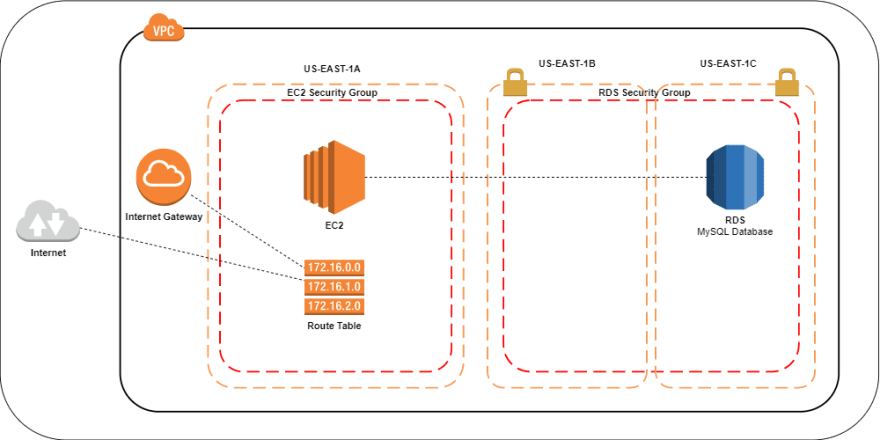 VPC
US-EAST-1A
US-EAST-1B
US-EAST-1C
EC2 Security Group
RDS Security Group
Internet Gateway
EC2
RDS
MySQL Database
Internet
172.16.0.0
172.16.1.0
172.16.2.0
Route Table